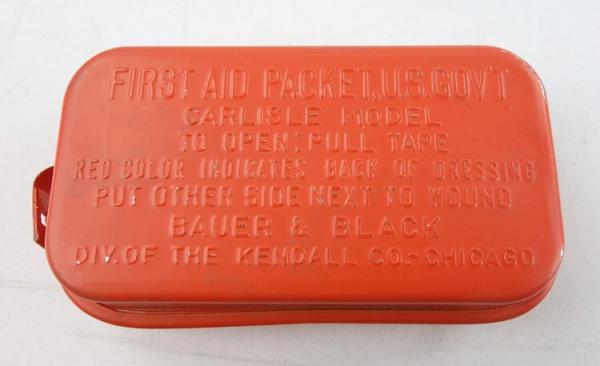 FIRST AID PACKET, U.S. GOV'T
CARLISLE MODEL
TO OPEN: PULL TAPE
RED COLOR INDICATES BACK OF DRESSING
PUT OTHER SIDE NEXT TO WOUND
BAUER & BLACK
DIV. OF THE KENDALL CO.-CHICAGO